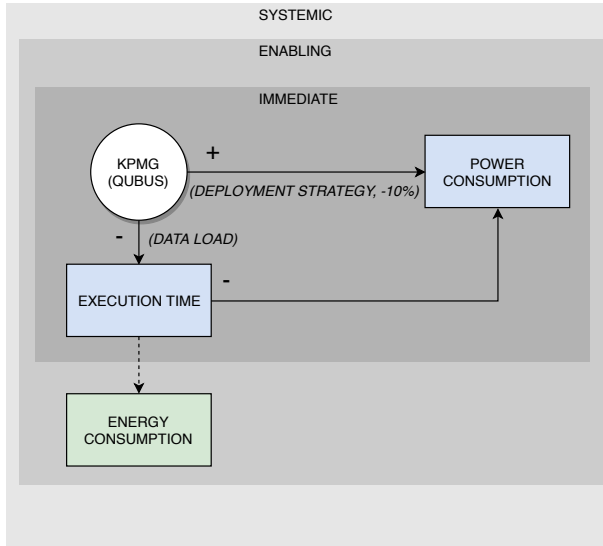 SYSTEMIC
ENABLING
IMMEDIATE
KPMG
(QUBUS)
+
(DEPLOYMENT STRATEGY, -10%)
POWER
CONSUMPTION
-
(DATA LOAD)
EXECUTION TIME
-
ENERGY
CONSUMPTION